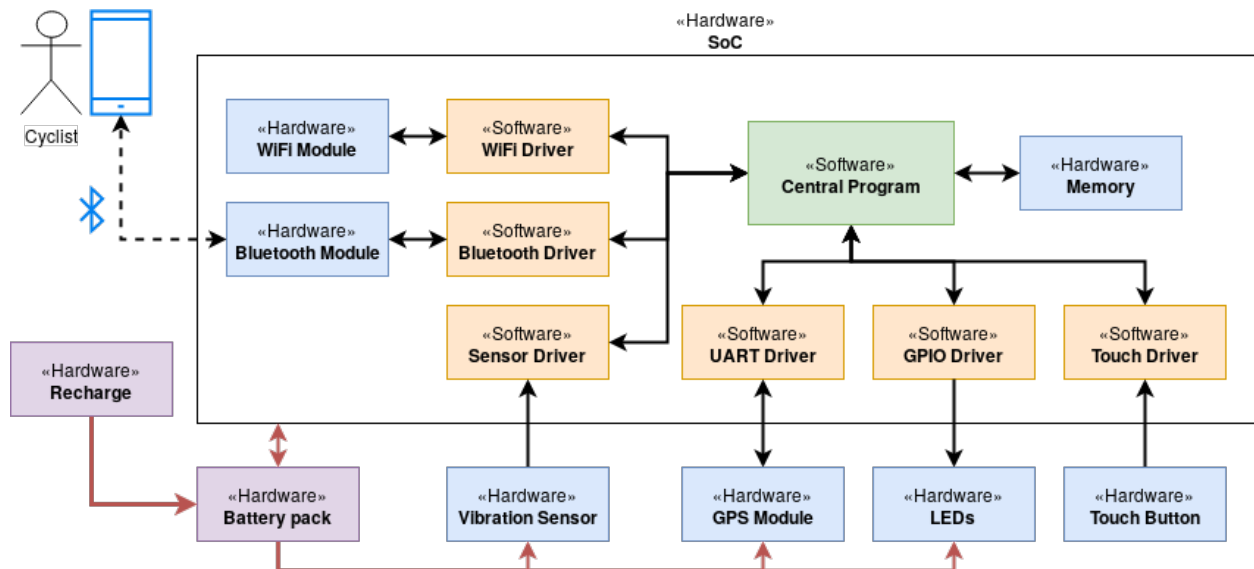 «Hardware»
SoC
Cyclist
«Hardware»
WiFi Module
«Software»
WiFi Driver
«Software»
Central Program
«Hardware»
Memory
«Hardware»
Bluetooth Module
«Software»
Bluetooth Driver
«Software»
Sensor Driver
«Software»
UART Driver
«Software»
GPIO Driver
«Software»
Touch Driver
«Hardware»
Recharge
«Hardware»
Battery pack
«Hardware»
Vibration Sensor
«Hardware»
GPS Module
«Hardware»
LEDs
«Hardware»
Touch Button